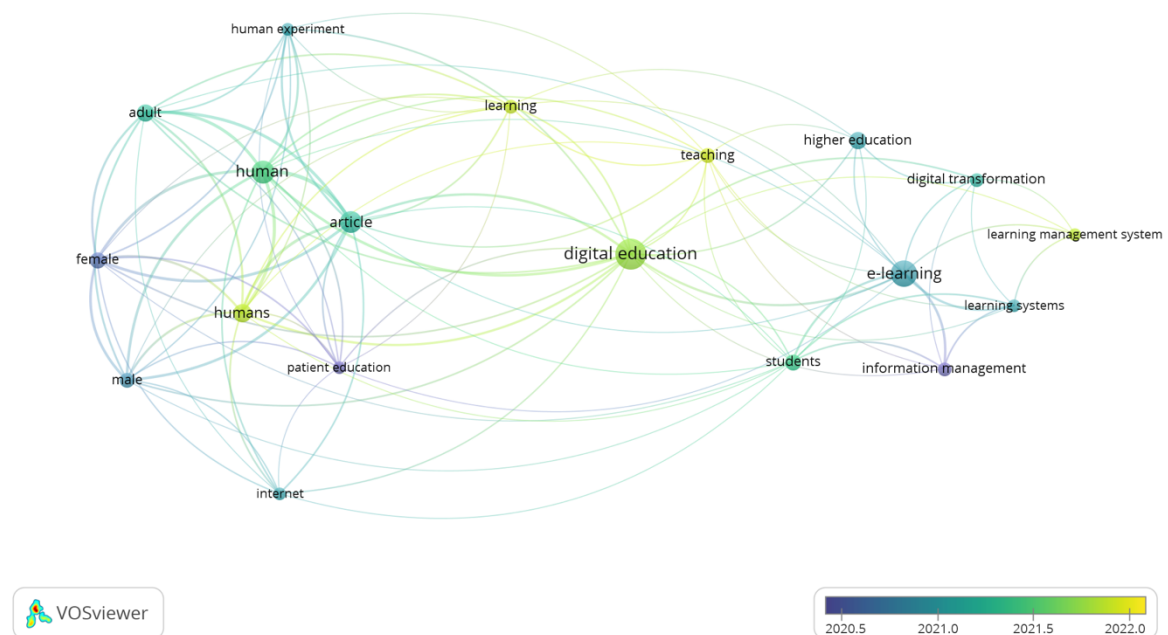 human experiment
adult
learning
higher education
teaching
human
digital transformation
article
learning management system
digital education
female
e-learning
learning systems
humans
students
patient education
information management
male
internet
VOSviewer
2020.5 2021.0 2021.5 2022.0